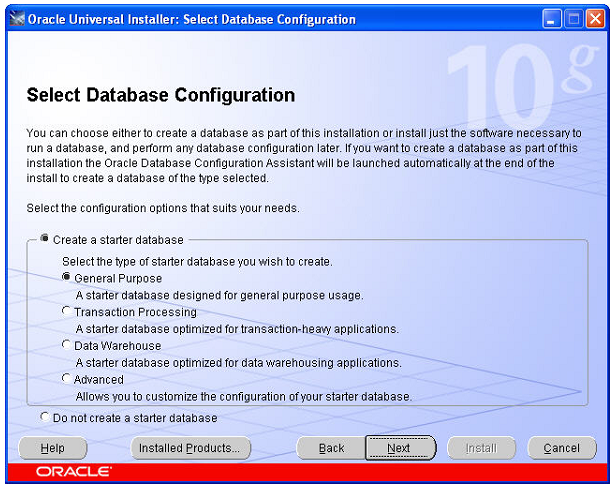 Oracle Universal Installer: Select Database Configuration
10g
Select Database Configuration
You can choose either to create a database as part of this installation or install just the software necessary to
run a database, and perform any database configuration later. If you want to create a database as part of this
installation the Oracle Database Configuration Assistant will be launched automatically at the end of the
install to create a database of the type selected.
Select the configuration options that suits your needs.
Create a starter database
Select the type of starter database you wish to create.
General Purpose
A starter database designed for general purpose usage.
Transaction Processing
A starter database optimized for transaction-heavy applications.
Data Warehouse
A starter database optimized for data warehousing applications.
Advanced
Allows you to customize the configuration of your starter database.
Do not create a starter database
Help Installed Products... Back Next Install Cancel
ORACLE